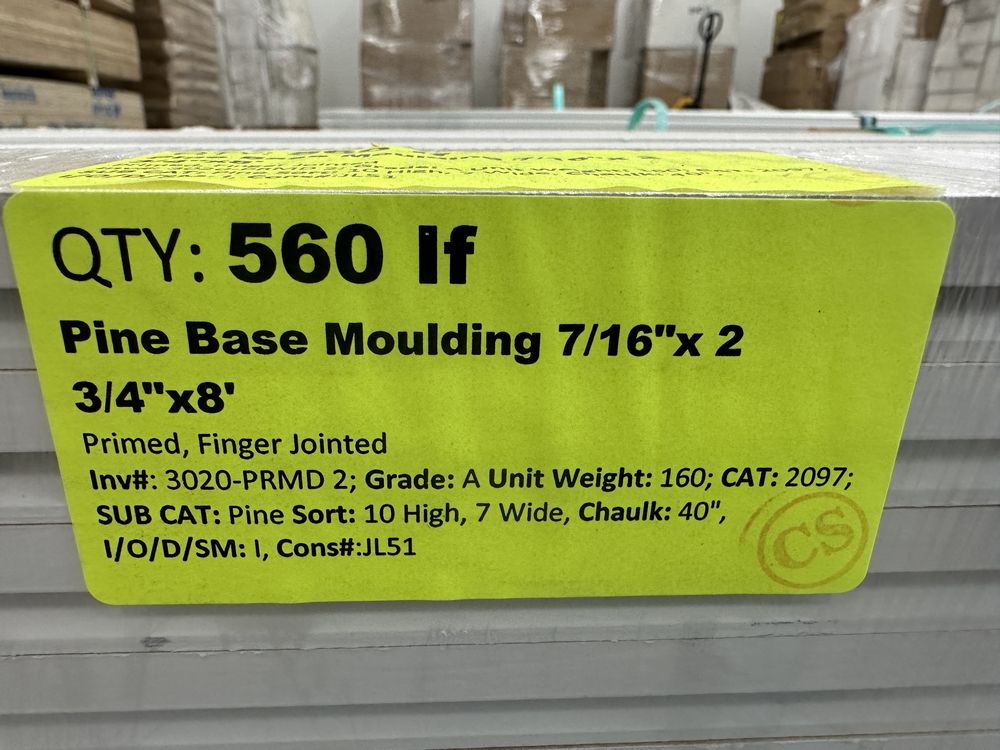 QTY: 560 lf
Pine Base Moulding 7/16"x 2
3/4"x8'
Primed, Finger Jointed
Inv#: 3020-PRMD 2; Grade: A Unit Weight: 160; CAT: 2097;
SUB CAT: Pine Sort: 10 High, 7 Wide, Chaulk: 40",
I/O/D/SM: I, Cons#:JL51
CS